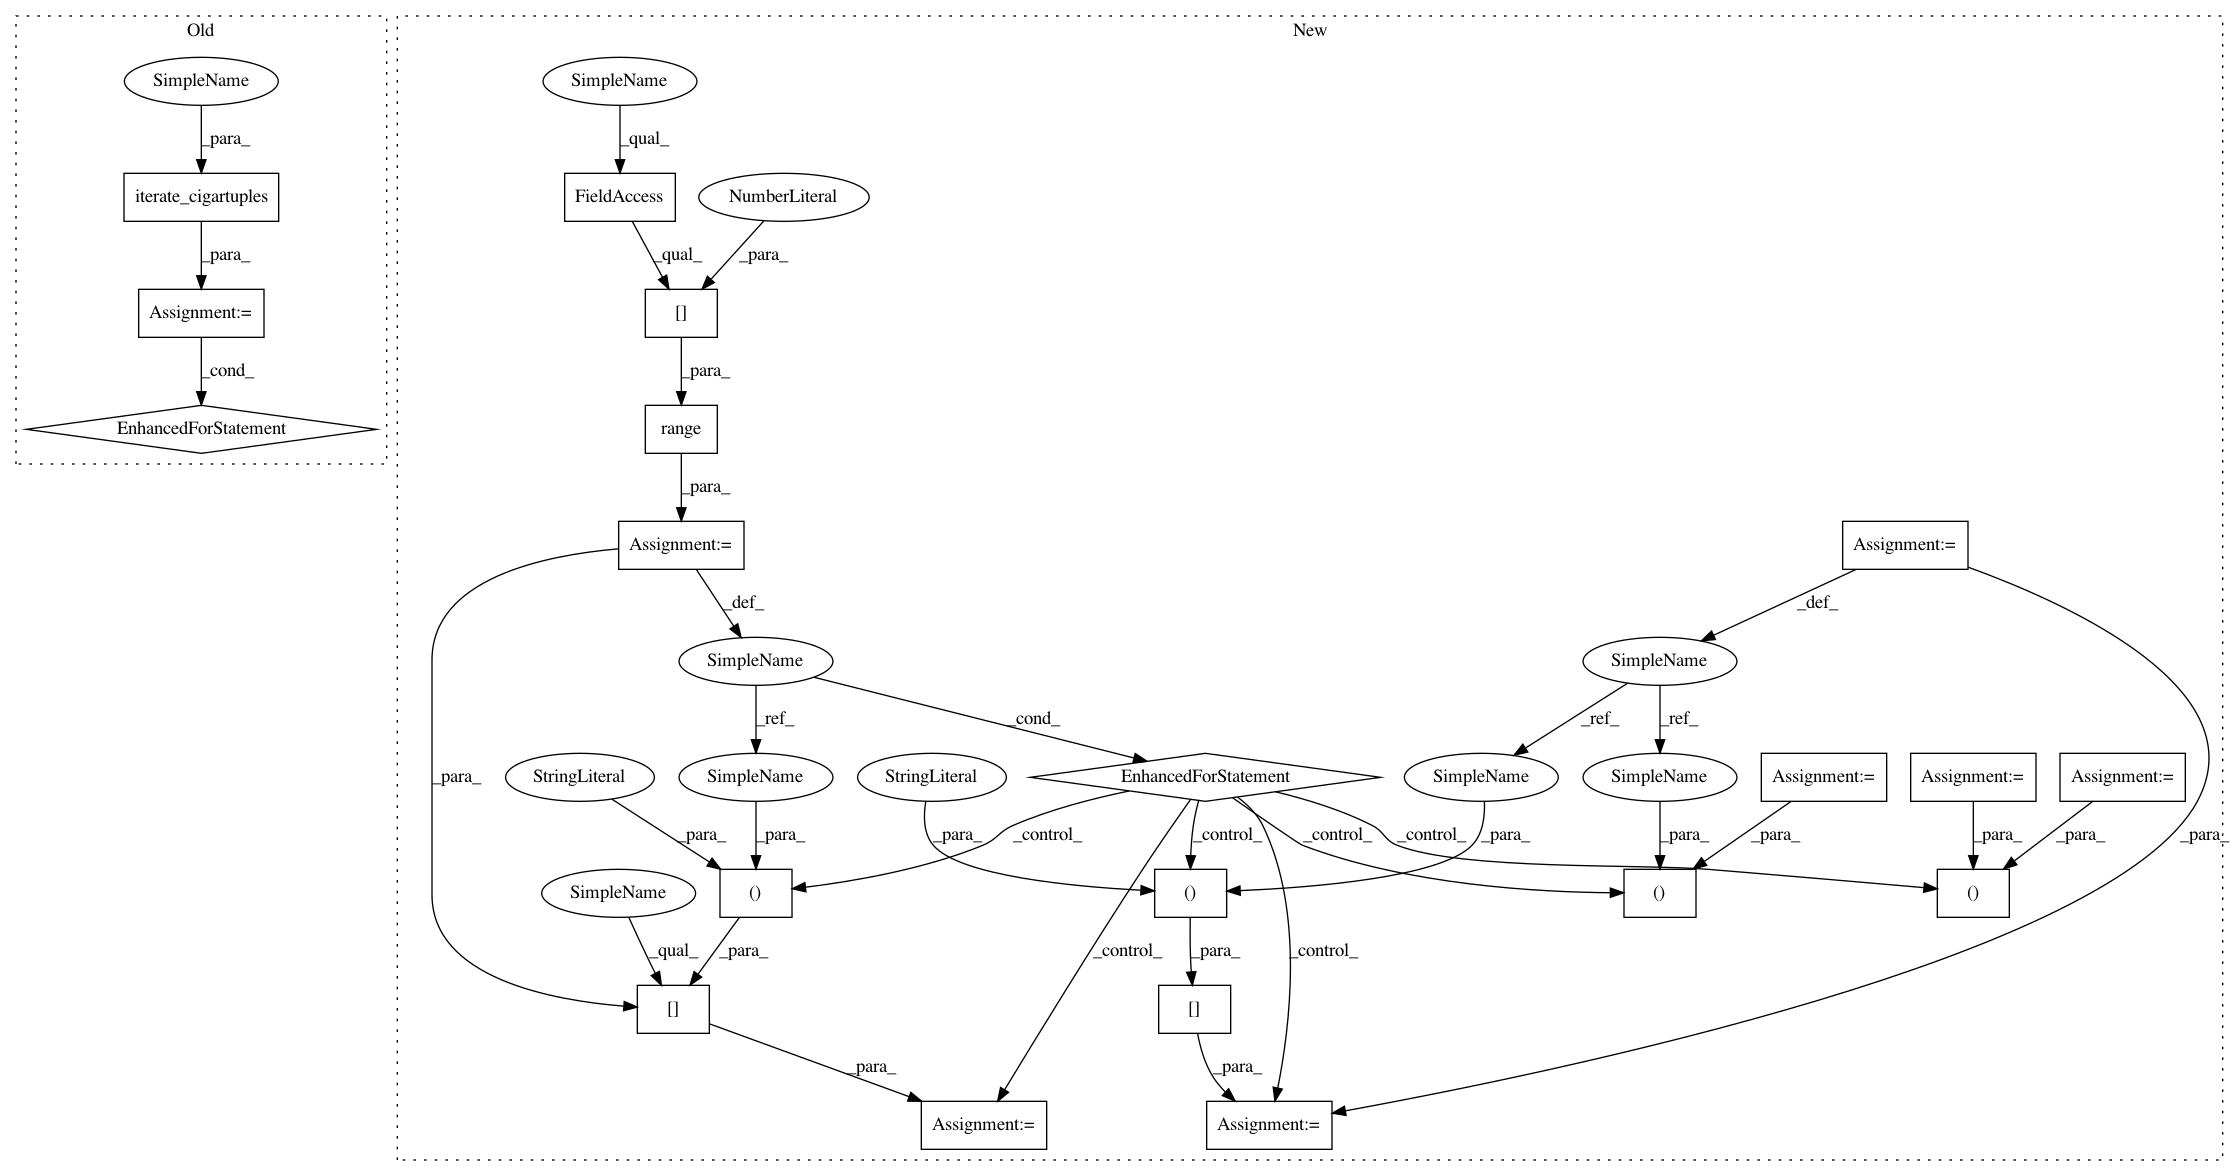 Old
New
SimpleName
SimpleName
_para_
_qual_
iterate_cigartuples
FieldAccess
NumberLiteral
_para_
_qual_
_para_
Assignment:=
[]
_cond_
_para_
EnhancedForStatement
range
_para_
Assignment:=
Assignment:=
_def_
_def_
SimpleName
SimpleName
_ref_
_cond_
_ref_
_ref_
_para_
StringLiteral
SimpleName
StringLiteral
EnhancedForStatement
SimpleName
SimpleName
Assignment:=
Assignment:=
Assignment:=
_para_
_para_
_control_
_para_
_control_
_control_
_control_
_para_
_para_
_para_
_para_
_para_
_para_
SimpleName
()
()
()
()
_qual_
_para_
_control_
_para_
_control_
[]
[]
_para_
_para_
Assignment:=
Assignment:=